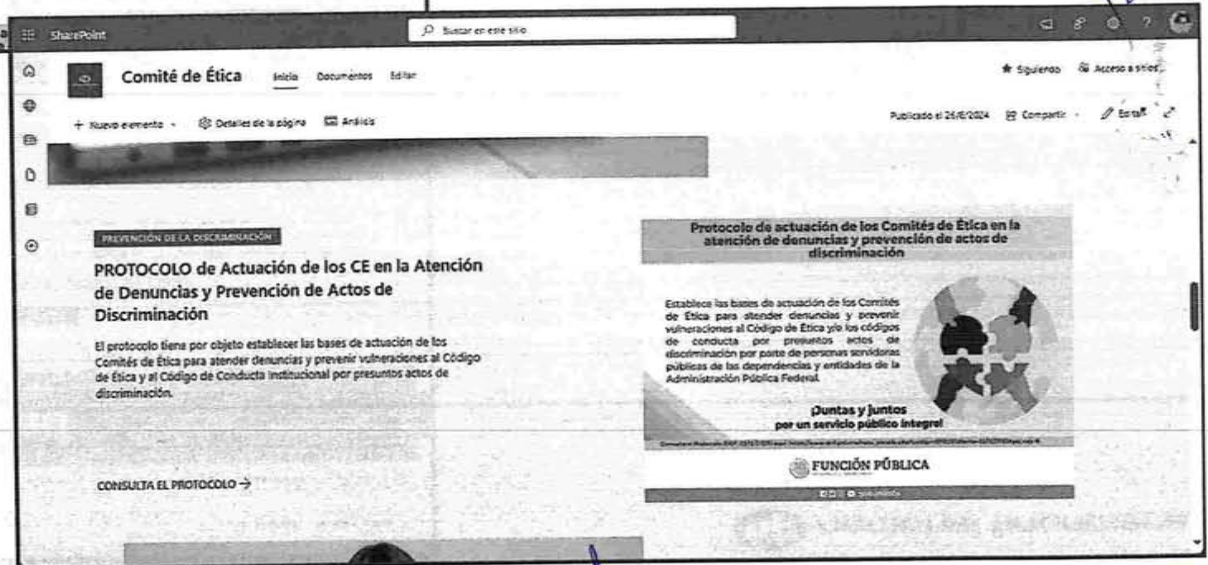 SharePoint
Buscar en este sitio
?
Comité de Ética
Inicio Documentos Editar
Siguiendo Acceso a sitios
+ Nuevo elemento Detalles de la página Análisis
Publicado el 26/8/2024 Compartir Editar
PREVENCIÓN DE LA DISCRIMINACIÓN
PROTOCOLO de Actuación de los CE en la Atención
de Denuncias y Prevención de Actos de
Discriminación
El protocolo tiene por objeto establecer las bases de actuación de los
Comités de Ética para atender denuncias y prevenir vulneraciones al Código
de Ética y al Código de Conducta Institucional por presuntos actos de
discriminación.
CONSULTA EL PROTOCOLO →
Protocolo de actuación de los Comités de Ética en la
atención de denuncias y prevención de actos de
discriminación
Establece las bases de actuación de los Comités
de Ética para atender denuncias y prevenir
vulneraciones al Código de Ética y/o los códigos
de conducta por presuntos actos de
discriminación por parte de personas servidoras
públicas de las dependencias y entidades de la
Administración Pública Federal.
¡Juntas y juntos
por un servicio público íntegro!
FUNCIÓN PÚBLICA